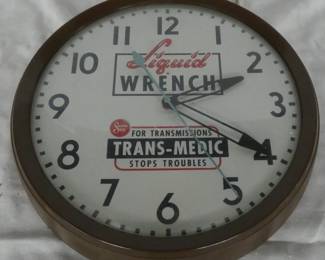 12
11
1
Liquid
WRENCH
10
2
9
3
FOR TRANSMISSIONS
TRANS-MEDIC
STOPS TROUBLES
8
4
7
5
6